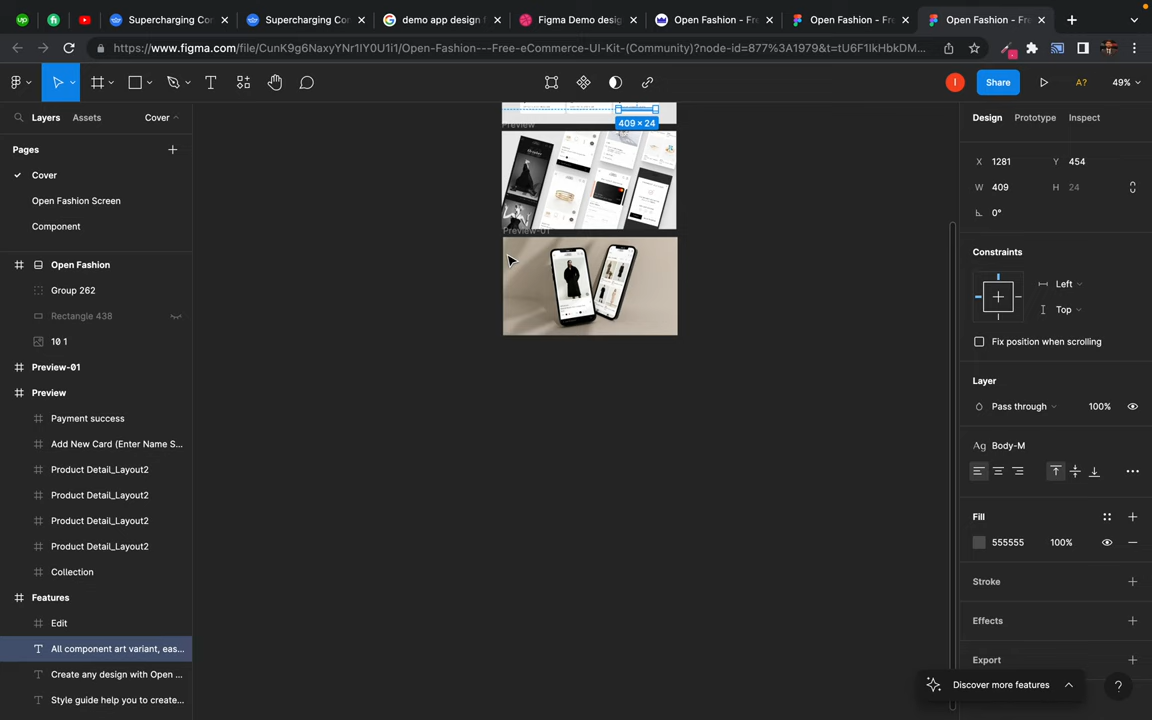 Supercharging Cor
Supercharging Cor
demo app design f
Figma Demo desig
Open Fashion - Fre
Open Fashion - Fre
Open Fashion - Fre
https://www.figma.com/file/CunK9g6NaxyYNr1IY0U1i1/Open-Fashion---Free-eCommerce-UI-Kit-(Community)?node-id=877%3A1979&t=tU6F1IkHbkDM...
I
Share
A?
49%
Layers
Assets
Cover
Design
Prototype
Inspect
Pages
Cover
Open Fashion Screen
Component
Open Fashion
Group 262
Rectangle 438
10 1
Preview-01
Preview
Payment success
Add New Card (Enter Name S...
Product Detail_Layout2
Product Detail_Layout2
Product Detail_Layout2
Product Detail_Layout2
Collection
Features
Edit
All component art variant, eas...
Create any design with Open ...
Style guide help you to create...
409 × 24
Preview
Preview-01
X 1281
Y 454
W 409
H 24
0°
Constraints
Left
Top
Fix position when scrolling
Layer
Pass through
100%
Ag Body-M
Fill
555555
100%
Stroke
Effects
Export
Discover more features
?